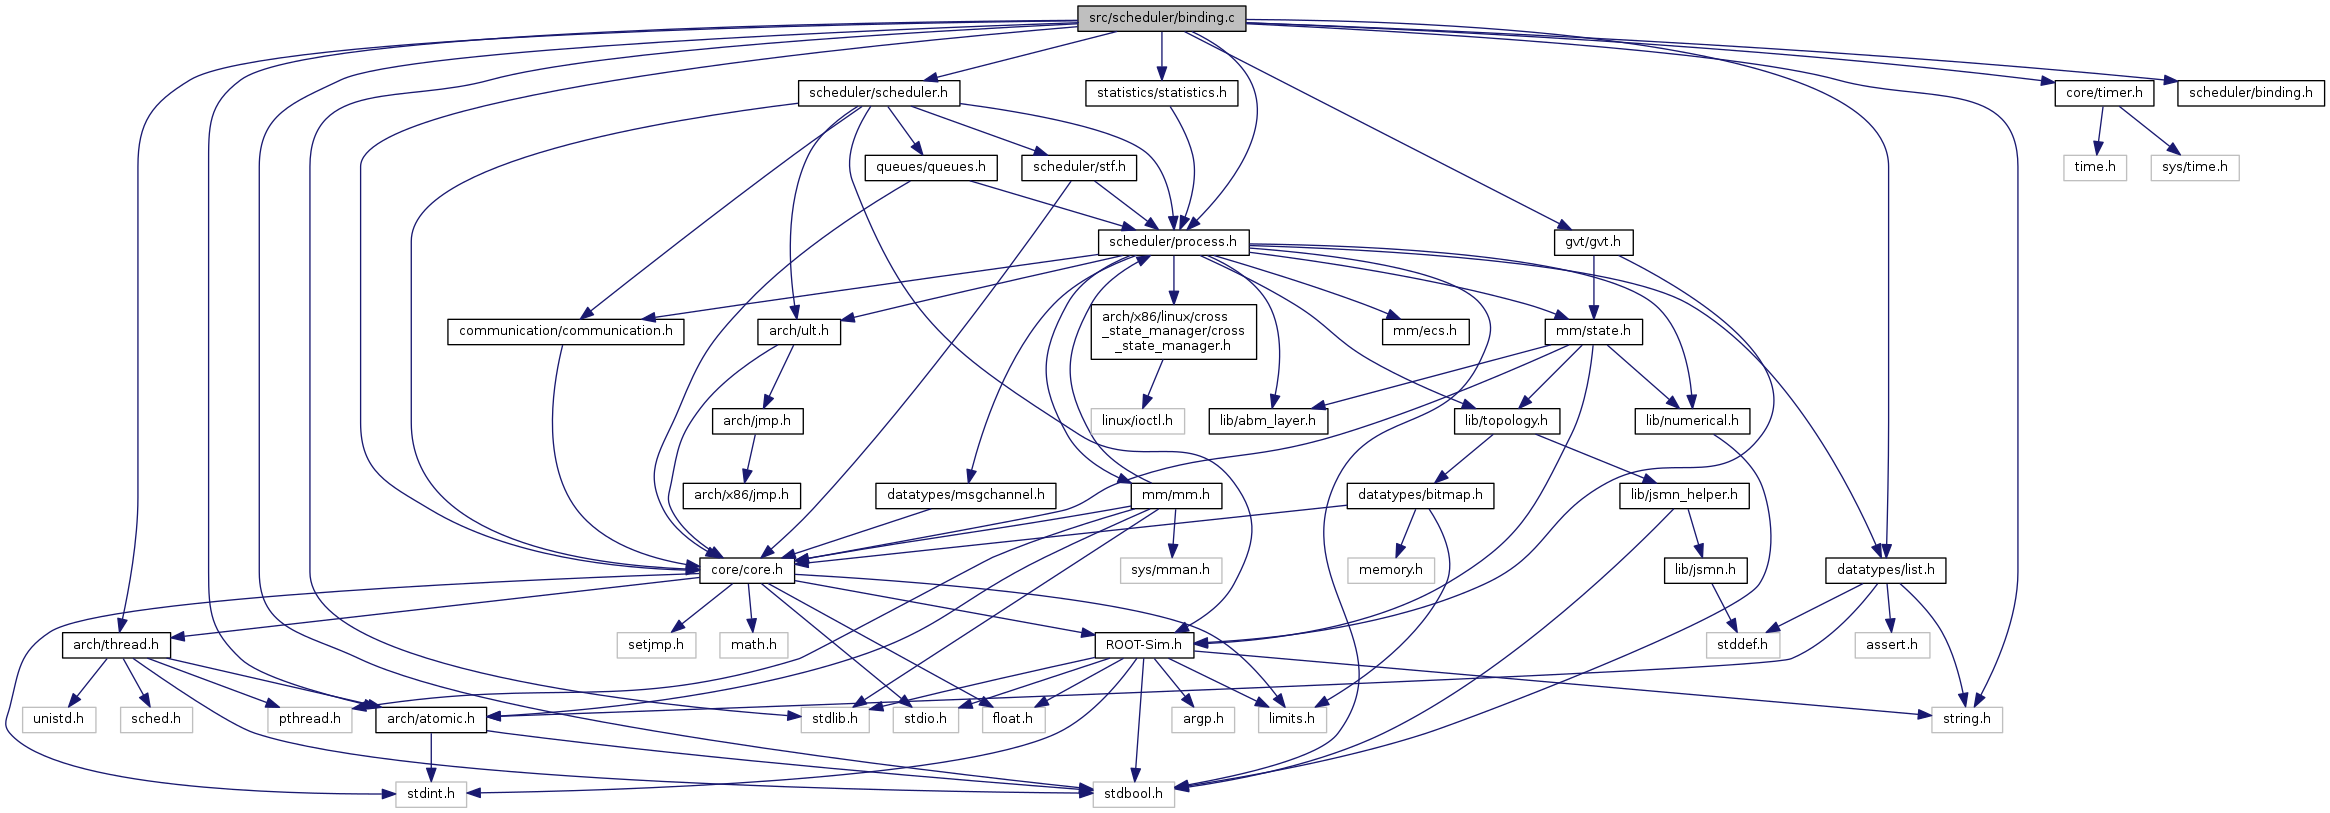 src/scheduler/binding.c
scheduler/scheduler.h
statistics/statistics.h
core/timer.h
scheduler/binding.h
queues/queues.h
scheduler/stf.h
time.h
sys/time.h
scheduler/process.h
gvt/gvt.h
communication/communication.h
arch/ult.h
arch/x86/linux/cross
_state_manager/cross
_state_manager.h
mm/ecs.h
mm/state.h
arch/jmp.h
linux/ioctl.h
lib/abm_layer.h
lib/topology.h
lib/numerical.h
arch/x86/jmp.h
datatypes/msgchannel.h
mm/mm.h
datatypes/bitmap.h
lib/jsmn_helper.h
core/core.h
sys/mman.h
memory.h
lib/jsmn.h
datatypes/list.h
arch/thread.h
setjmp.h
math.h
ROOT-Sim.h
stddef.h
assert.h
unistd.h
sched.h
pthread.h
arch/atomic.h
stdlib.h
stdio.h
float.h
argp.h
limits.h
string.h
stdint.h
stdbool.h